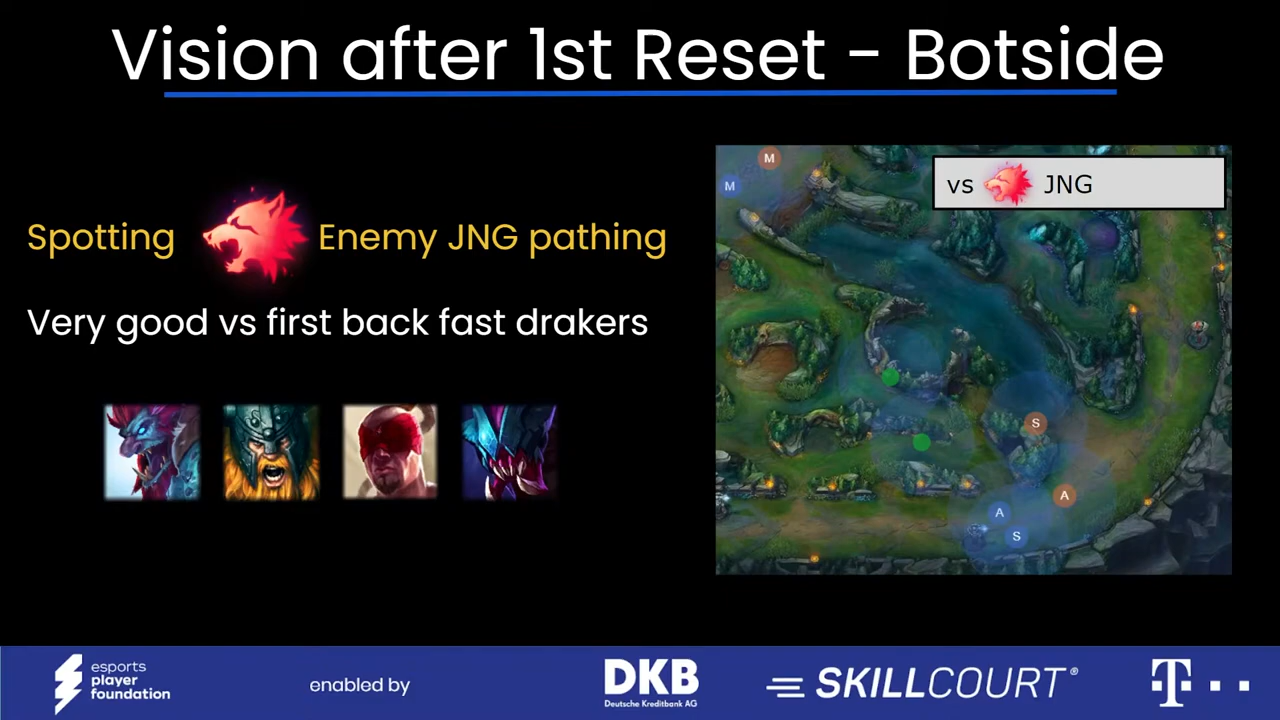 Vision after 1st Reset - Botside
Spotting Enemy JNG pathing
Very good vs first back fast drakers
vs JNG
M
M
S
A
A
S
esports
player
foundation
enabled by
DKB
Deutsche Kreditbank AG
SKILLCOURT®
T